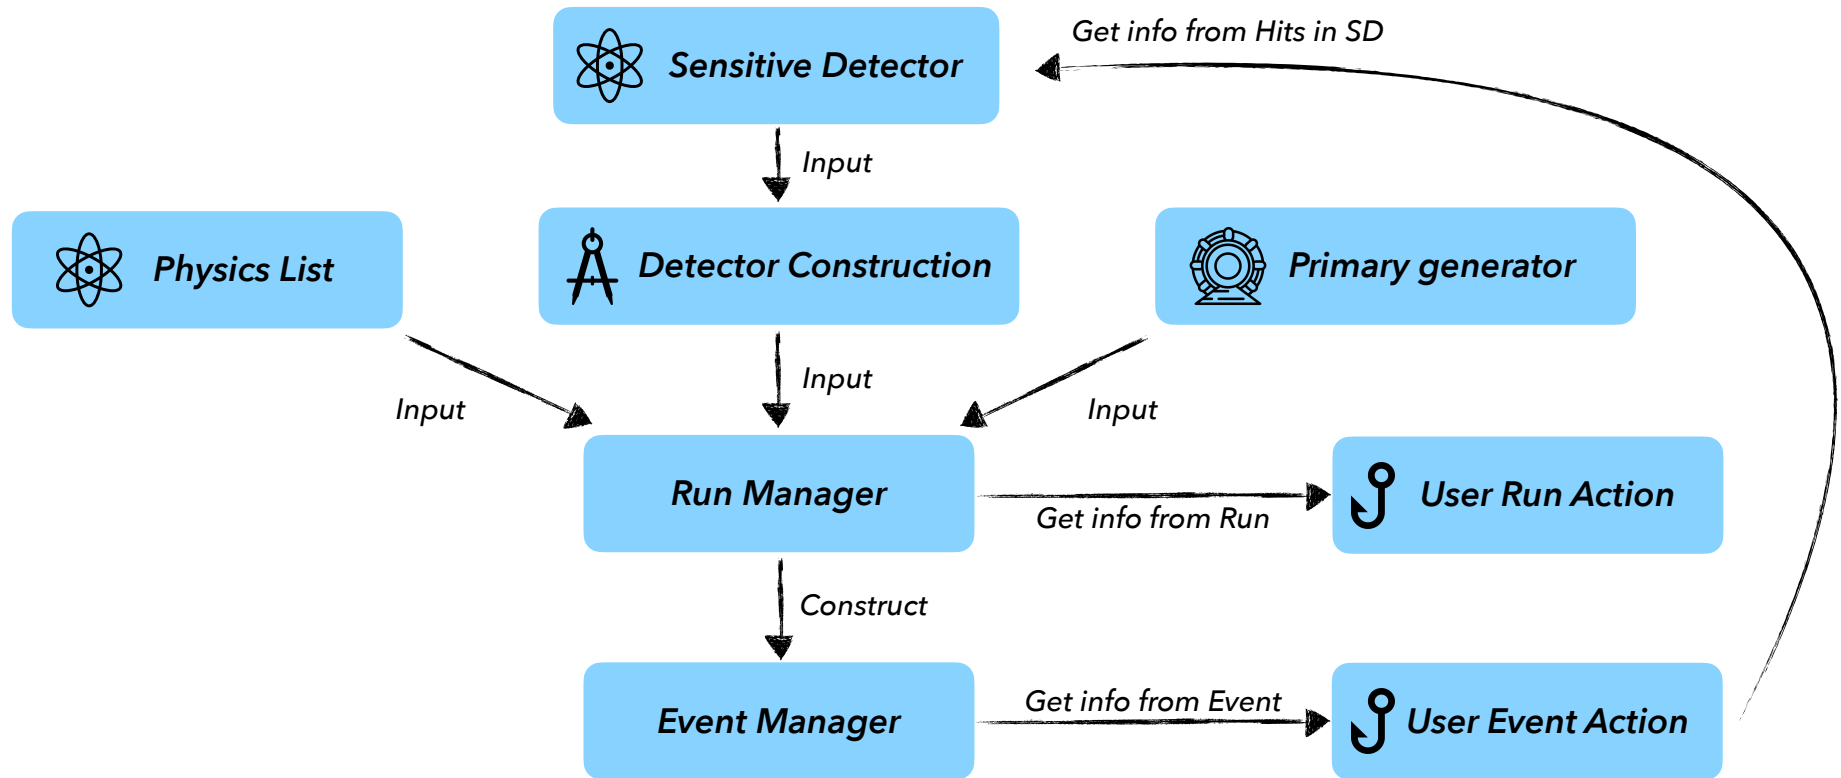 Get info from Hits in SD
Sensitive Detector
Input
Physics List
Detector Construction
Primary generator
Input
Input
Input
Run Manager
Get info from Run
User Run Action
Construct
Event Manager
Get info from Event
User Event Action